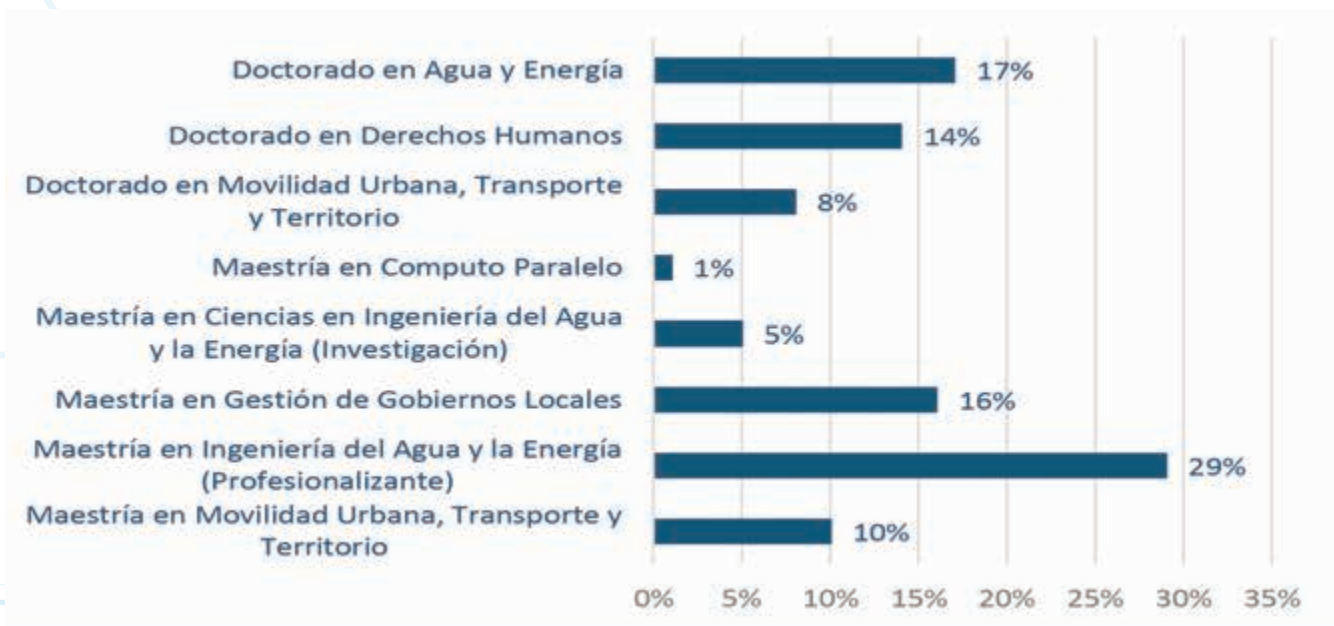 Doctorado en Agua y Energía
17%
Doctorado en Derechos Humanos
14%
Doctorado en Movilidad Urbana, Transporte
y Territorio
8%
Maestría en Computo Paralelo
1%
Maestría en Ciencias en Ingeniería del Agua
y la Energía (Investigación)
5%
Maestría en Gestión de Gobiernos Locales
16%
Maestría en Ingeniería del Agua y la Energía
(Profesionalizante)
29%
Maestría en Movilidad Urbana, Transporte y
Territorio
10%
0% 5% 10% 15% 20% 25% 30% 35%